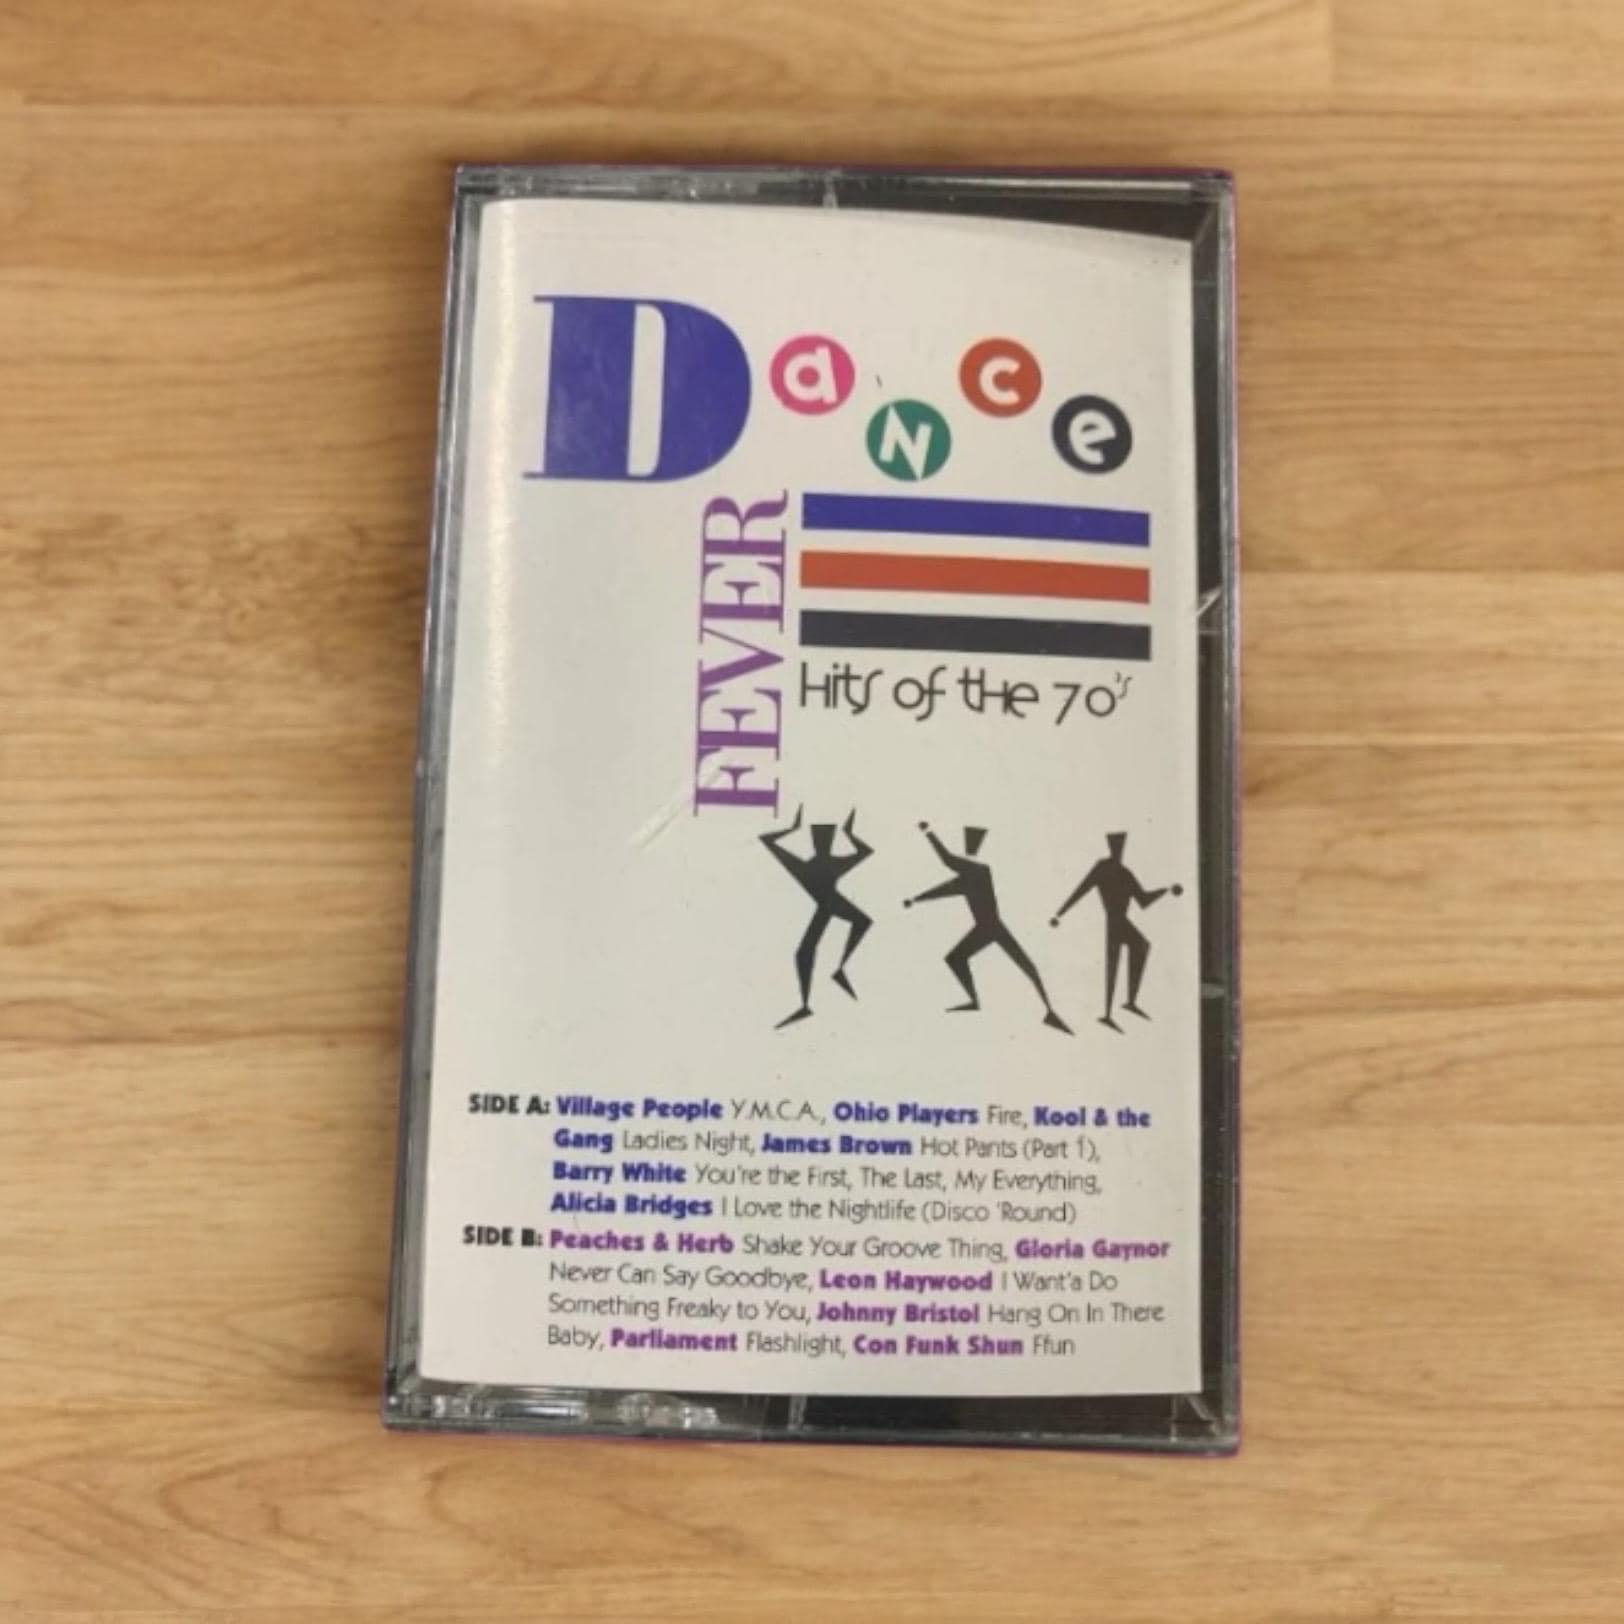 Dance
FEVER
Hits of the 70's
SIDE A: Village People Y.M.C.A., Ohio Players Fire, Kool & the
Gang Ladies Night, James Brown Hot Pants (Part 1),
Barry White You're the First, The Last, My Everything,
Alicia Bridges I Love the Nightlife (Disco 'Round)
SIDE B: Peaches & Herb Shake Your Groove Thing, Gloria Gaynor
Never Can Say Goodbye, Leon Haywood I Want'a Do
Something Freaky to You, Johnny Bristol Hang On In There
Baby, Parliament Flashlight, Con Funk Shun Ffun